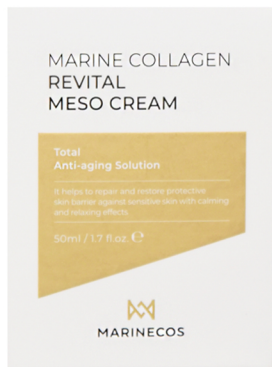 MARINE COLLAGEN
REVITAL
MESO CREAM
Total
Anti-aging Solution
It helps to repair and restore protective
skin barrier against sensitive skin with calming
and relaxing effects.
50ml / 1.7 fl.oz. ℮
MARINECOS